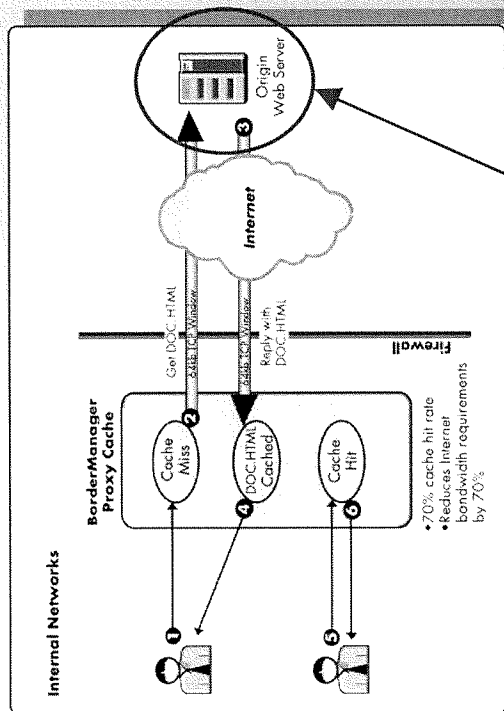 Internal Networks
BorderManager
Proxy Cache
1
Cache
Miss
2
Get DOC.HTML
64kb TCP Window
Origin
Web Server
3
Internet
64kb TCP Window
Reply with
DOC.HTML
4
DOC.HTML
Cached
5
Cache
Hit
6
Firewall
•70% cache hit rate
•Reduces Internet
bandwidth requirements
by 70%